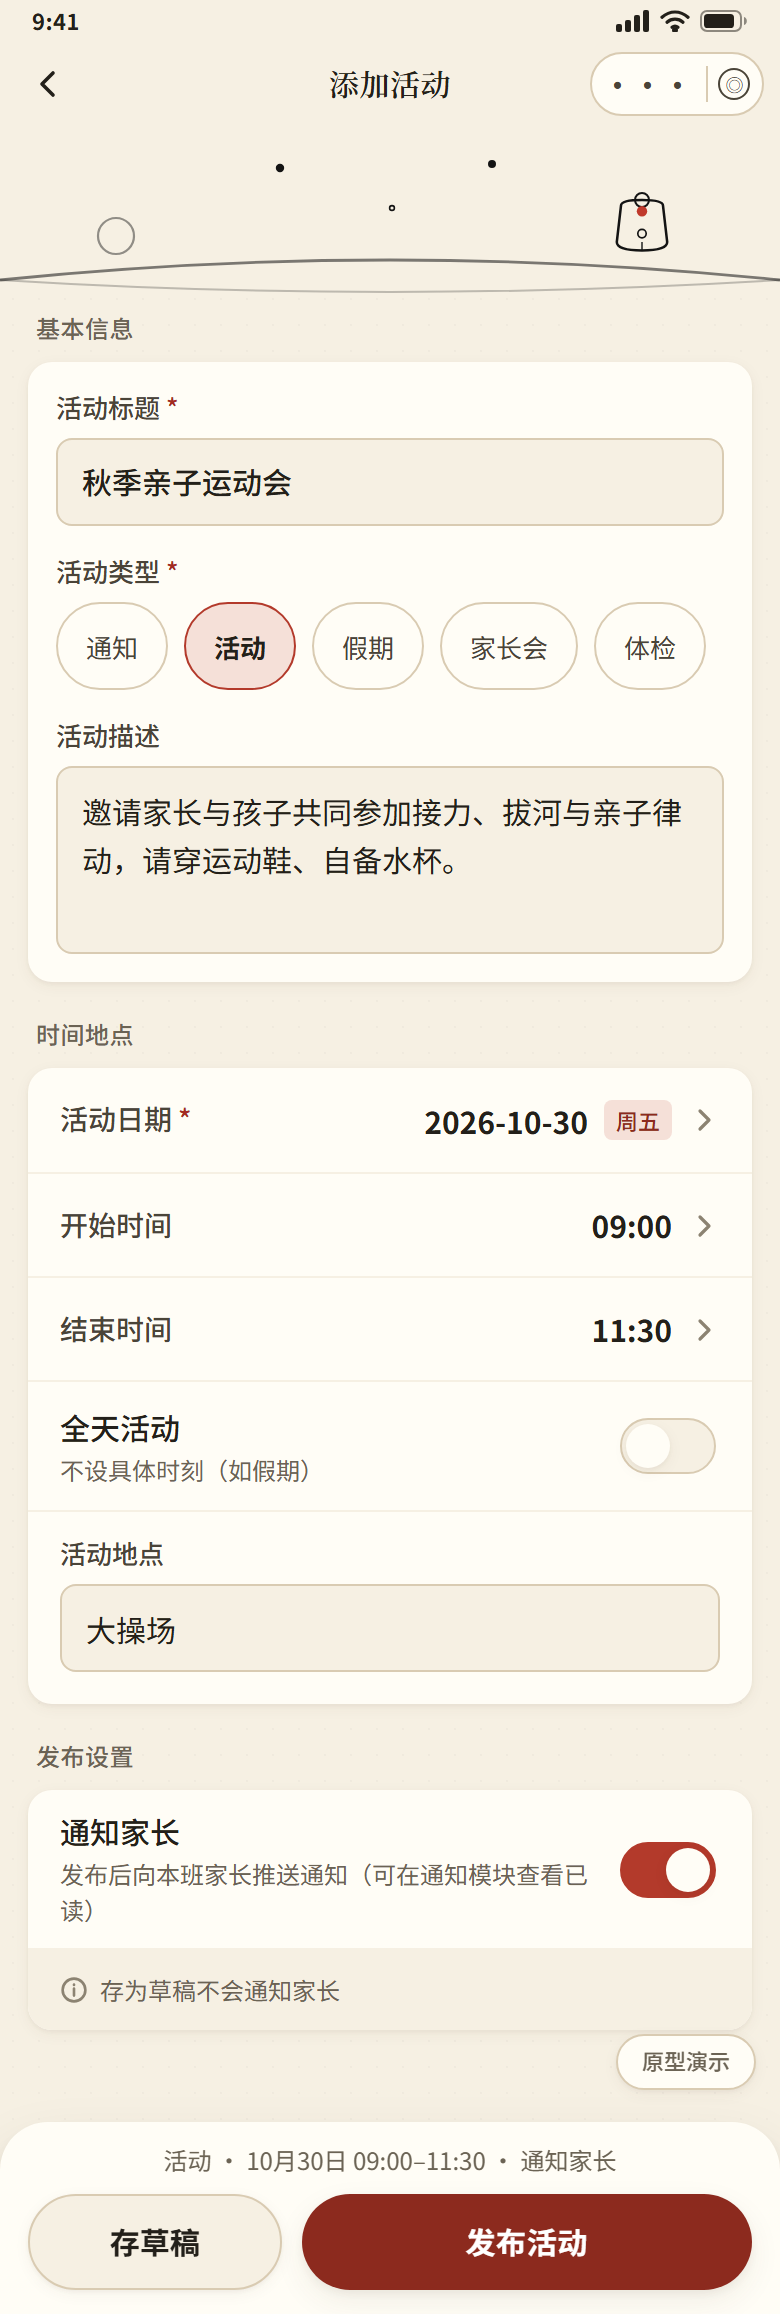 9:41
添加活动
基本信息
活动标题 *
秋季亲子运动会
活动类型 *
通知 活动 假期 家长会 体检
活动描述
邀请家长与孩子共同参加接力、拔河与亲子律
动，请穿运动鞋、自备水杯。
时间地点
活动日期 * 2026-10-30 周五
开始时间 09:00
结束时间 11:30
全天活动
不设具体时刻（如假期）
活动地点
大操场
发布设置
通知家长
发布后向本班家长推送通知（可在通知模块查看已
读）
存为草稿不会通知家长
原型演示
活动 · 10月30日 09:00–11:30 · 通知家长
存草稿 发布活动